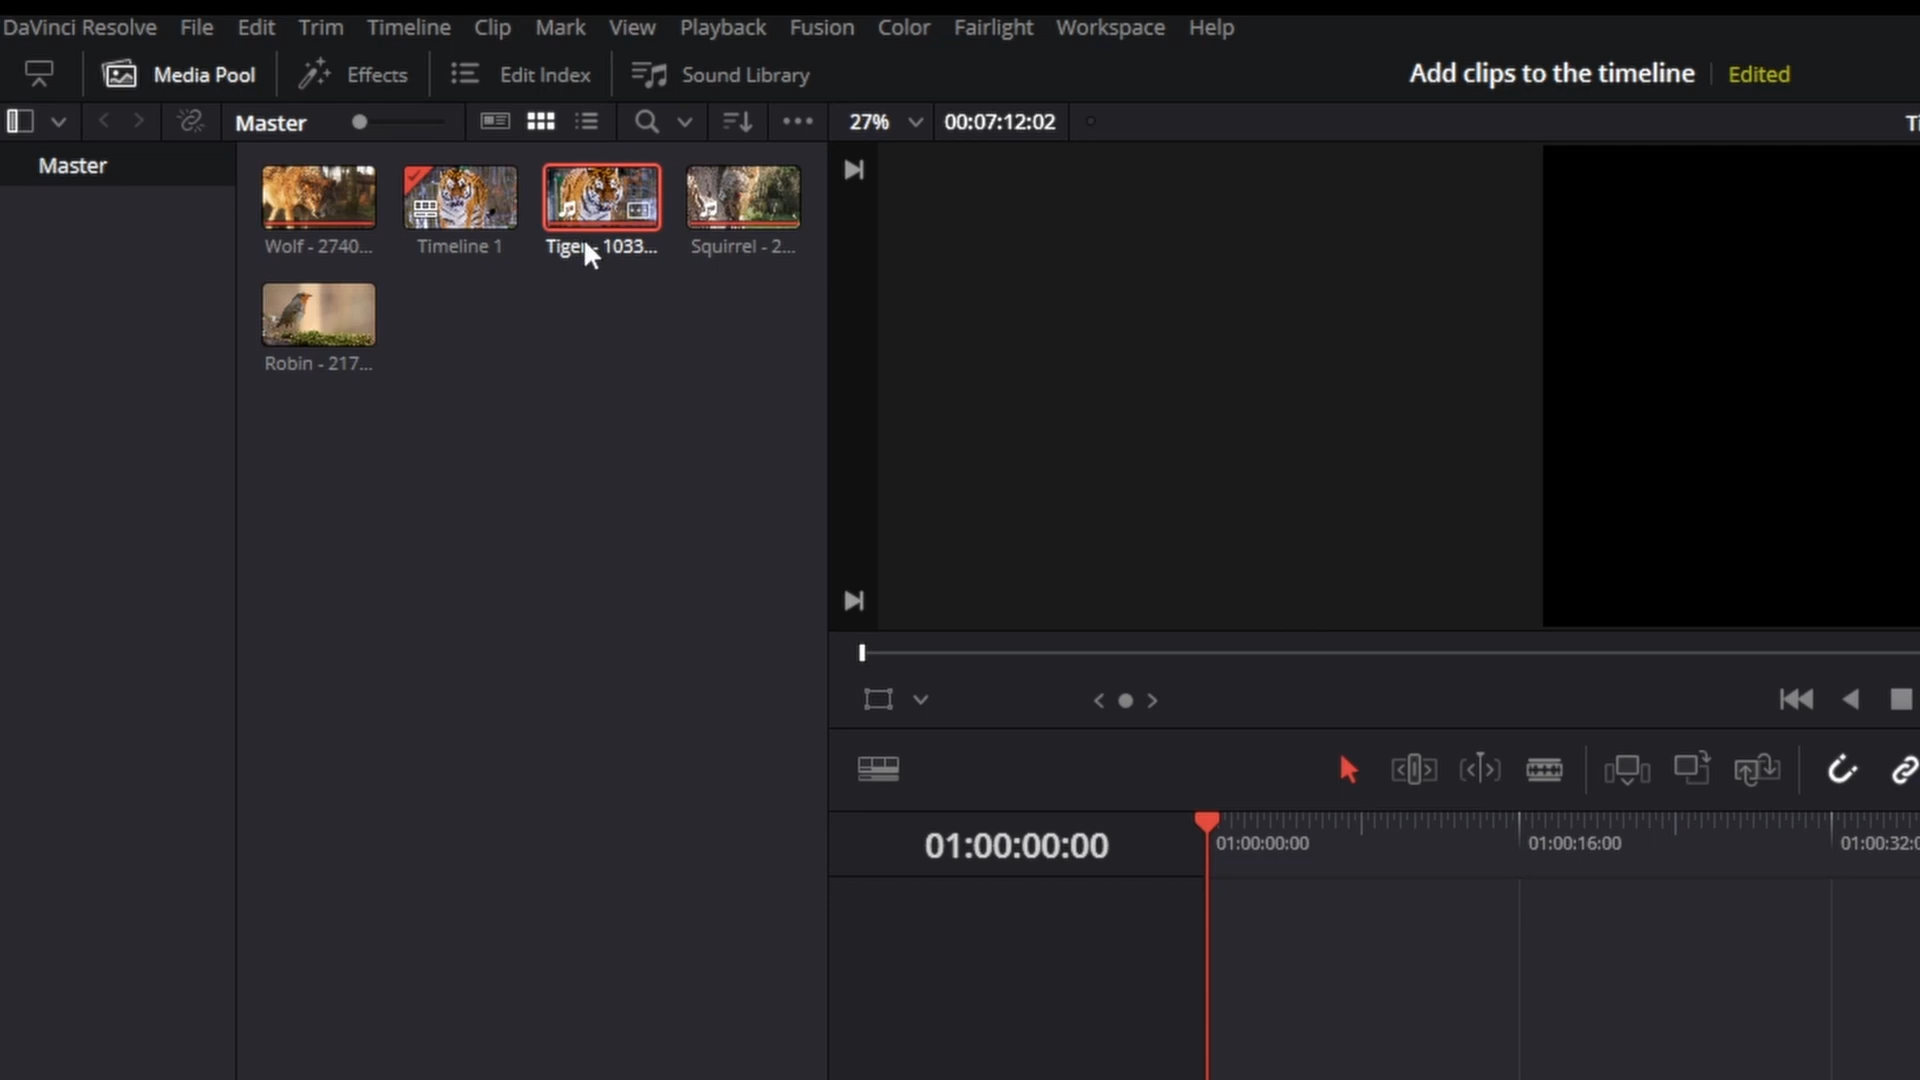 DaVinci Resolve File Edit Trim Timeline Clip Mark View Playback Fusion Color Fairlight Workspace Help
Media Pool Effects Edit Index Sound Library Add clips to the timeline Edited
Master 27% 00:07:12:02
Master
Wolf - 2740... Timeline 1 Tiger - 1033... Squirrel - 2...
Robin - 217...
01:00:00:00 01:00:00:00 01:00:16:00